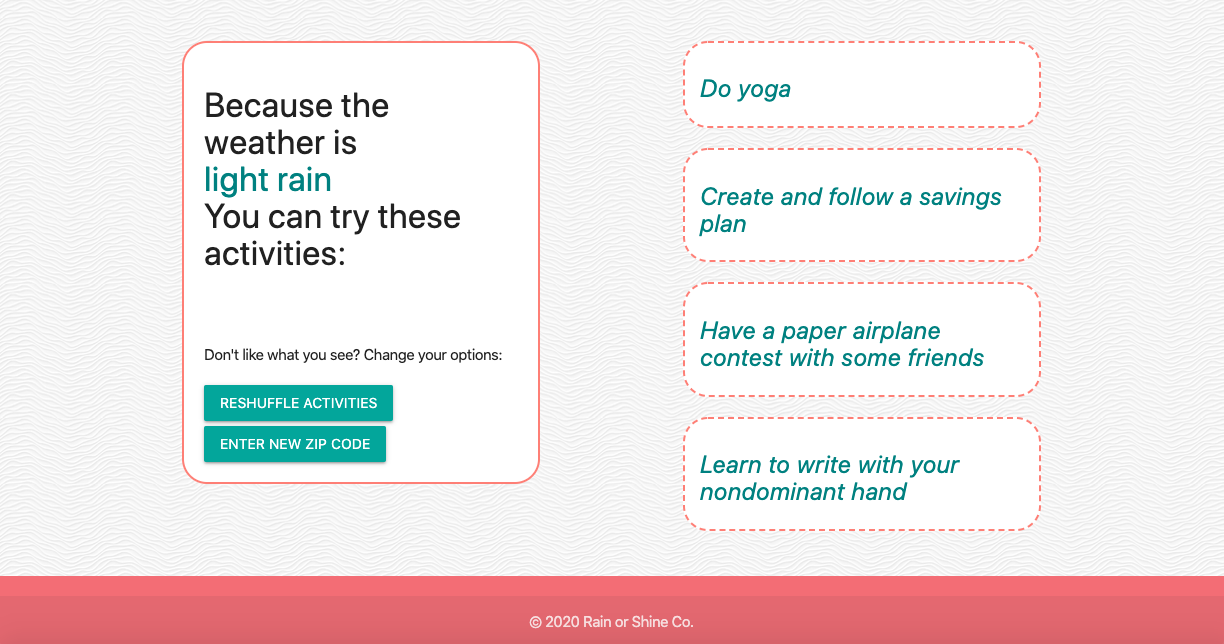 Because the
weather is
light rain
You can try these
activities:
Don't like what you see? Change your options:
RESHUFFLE ACTIVITIES
ENTER NEW ZIP CODE
Do yoga
Create and follow a savings
plan
Have a paper airplane
contest with some friends
Learn to write with your
nondominant hand
© 2020 Rain or Shine Co.